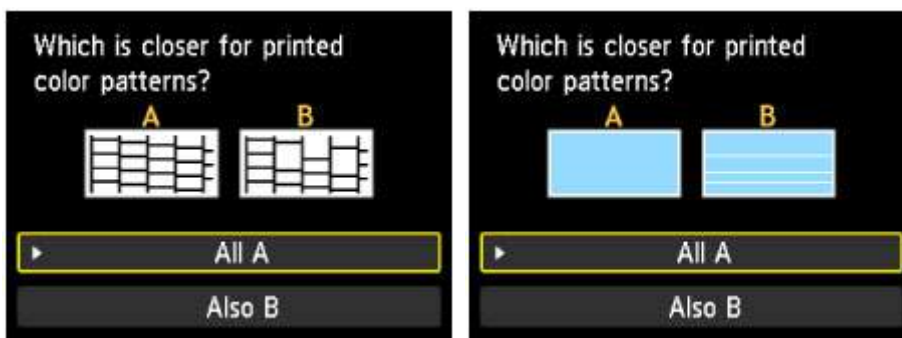 Which is closer for printed
color patterns?
A B
All A
Also B
Which is closer for printed
color patterns?
A B
All A
Also B